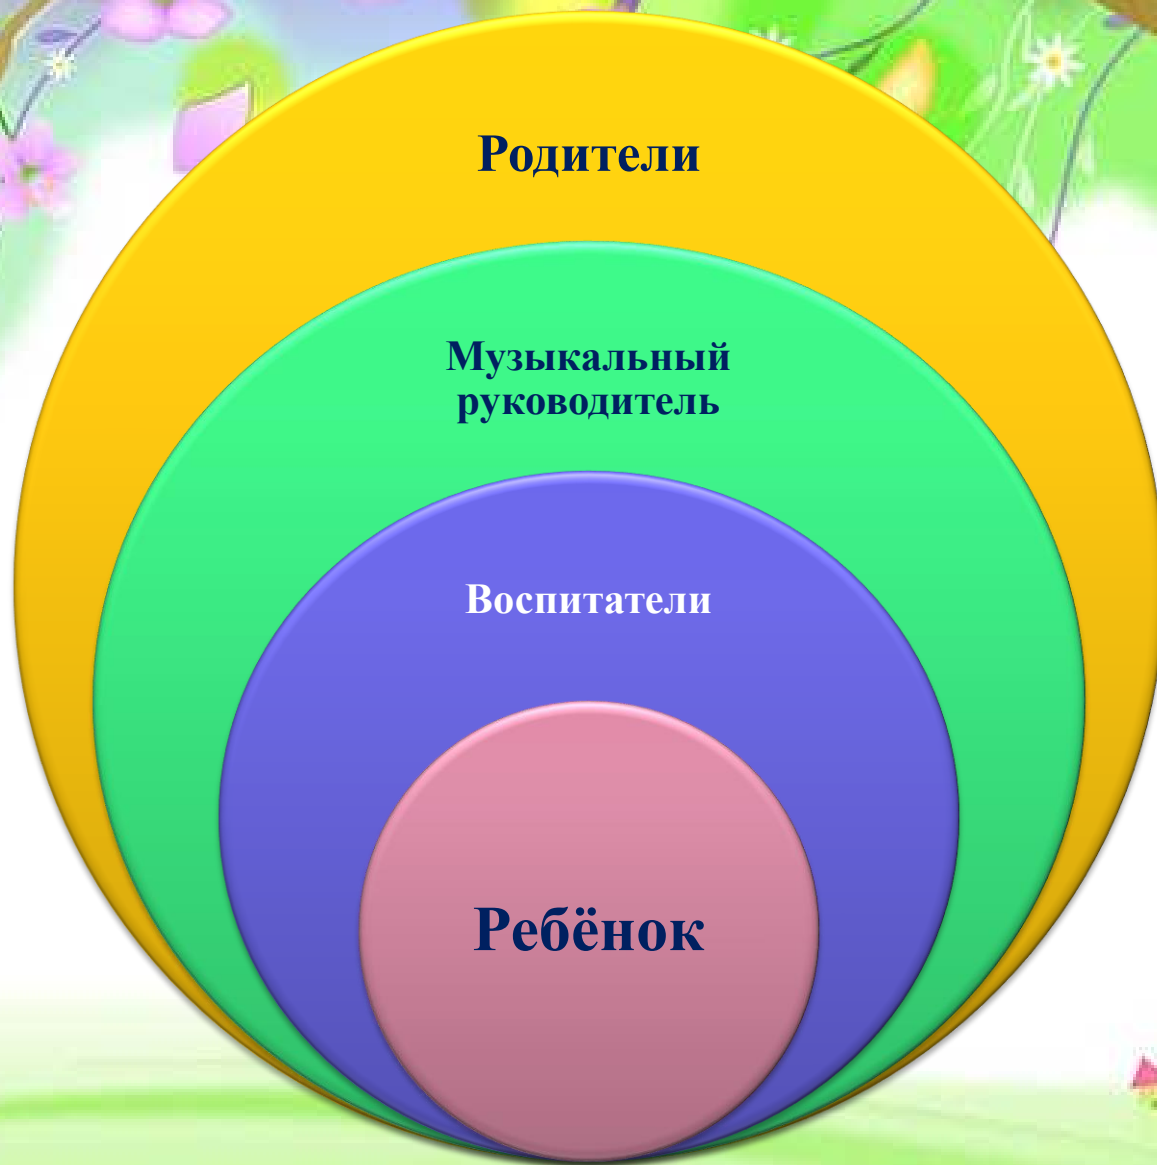 Родители
Музыкальный
руководитель
Воспитатели
Ребёнок